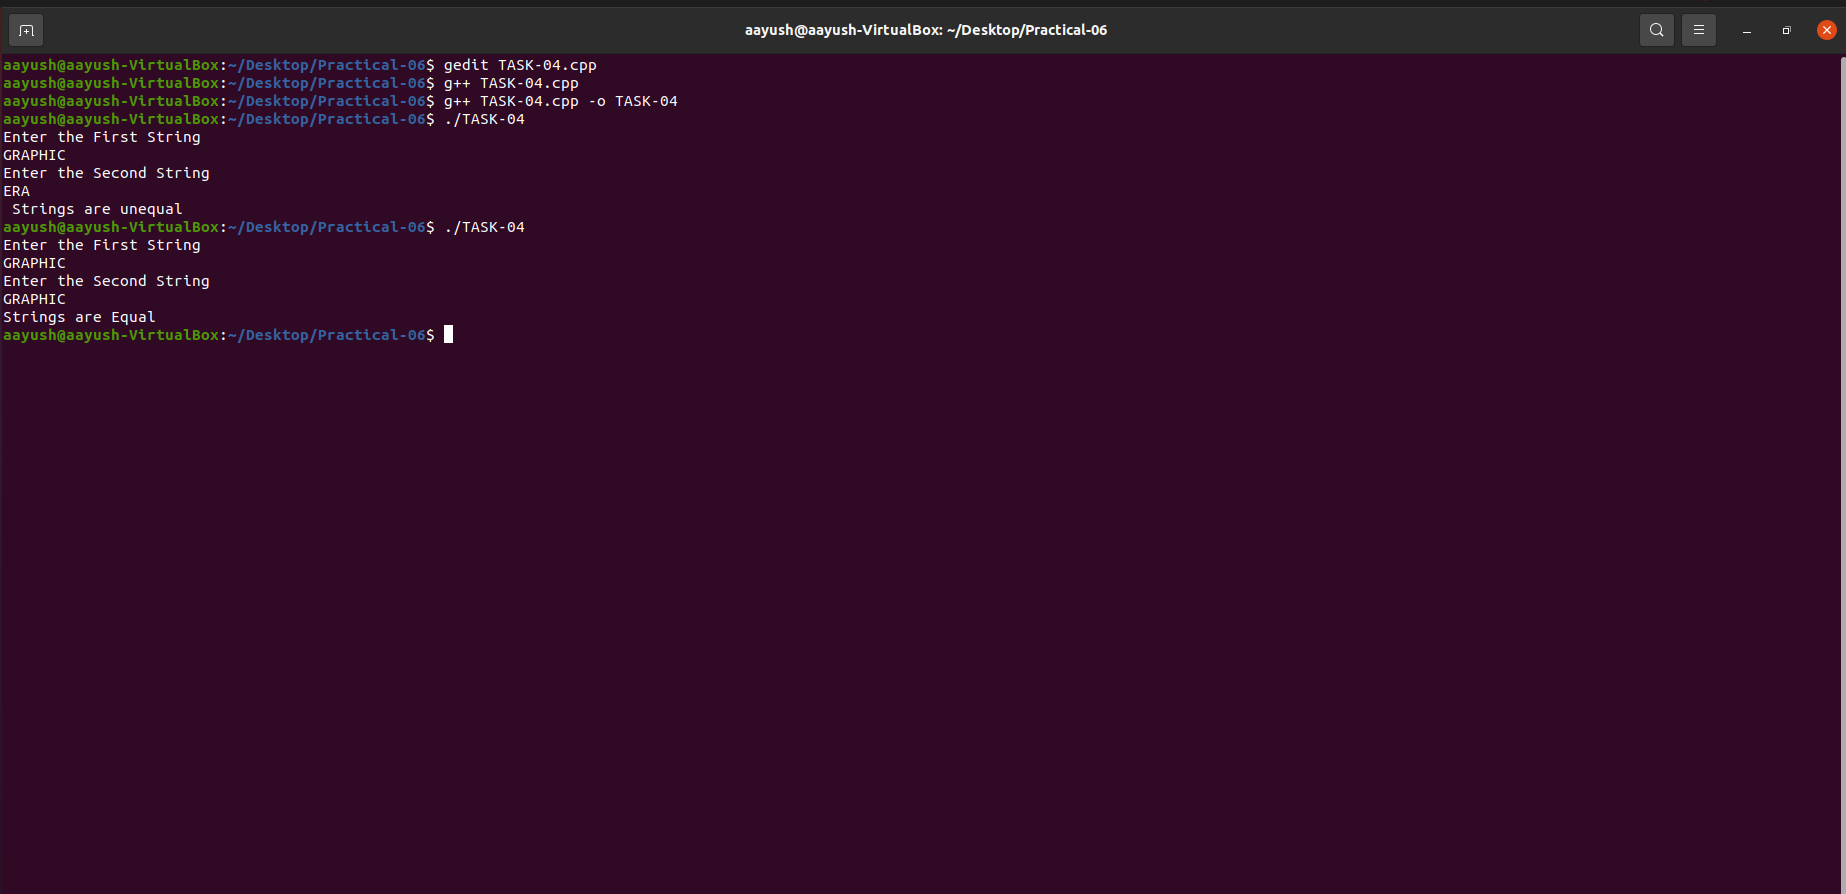 aayush@aayush-VirtualBox: ~/Desktop/Practical-06
aayush@aayush-VirtualBox:~/Desktop/Practical-06$ gedit TASK-04.cpp
aayush@aayush-VirtualBox:~/Desktop/Practical-06$ g++ TASK-04.cpp
aayush@aayush-VirtualBox:~/Desktop/Practical-06$ g++ TASK-04.cpp -o TASK-04
aayush@aayush-VirtualBox:~/Desktop/Practical-06$ ./TASK-04
Enter the First String
GRAPHIC
Enter the Second String
ERA
 Strings are unequal
aayush@aayush-VirtualBox:~/Desktop/Practical-06$ ./TASK-04
Enter the First String
GRAPHIC
Enter the Second String
GRAPHIC
Strings are Equal
aayush@aayush-VirtualBox:~/Desktop/Practical-06$